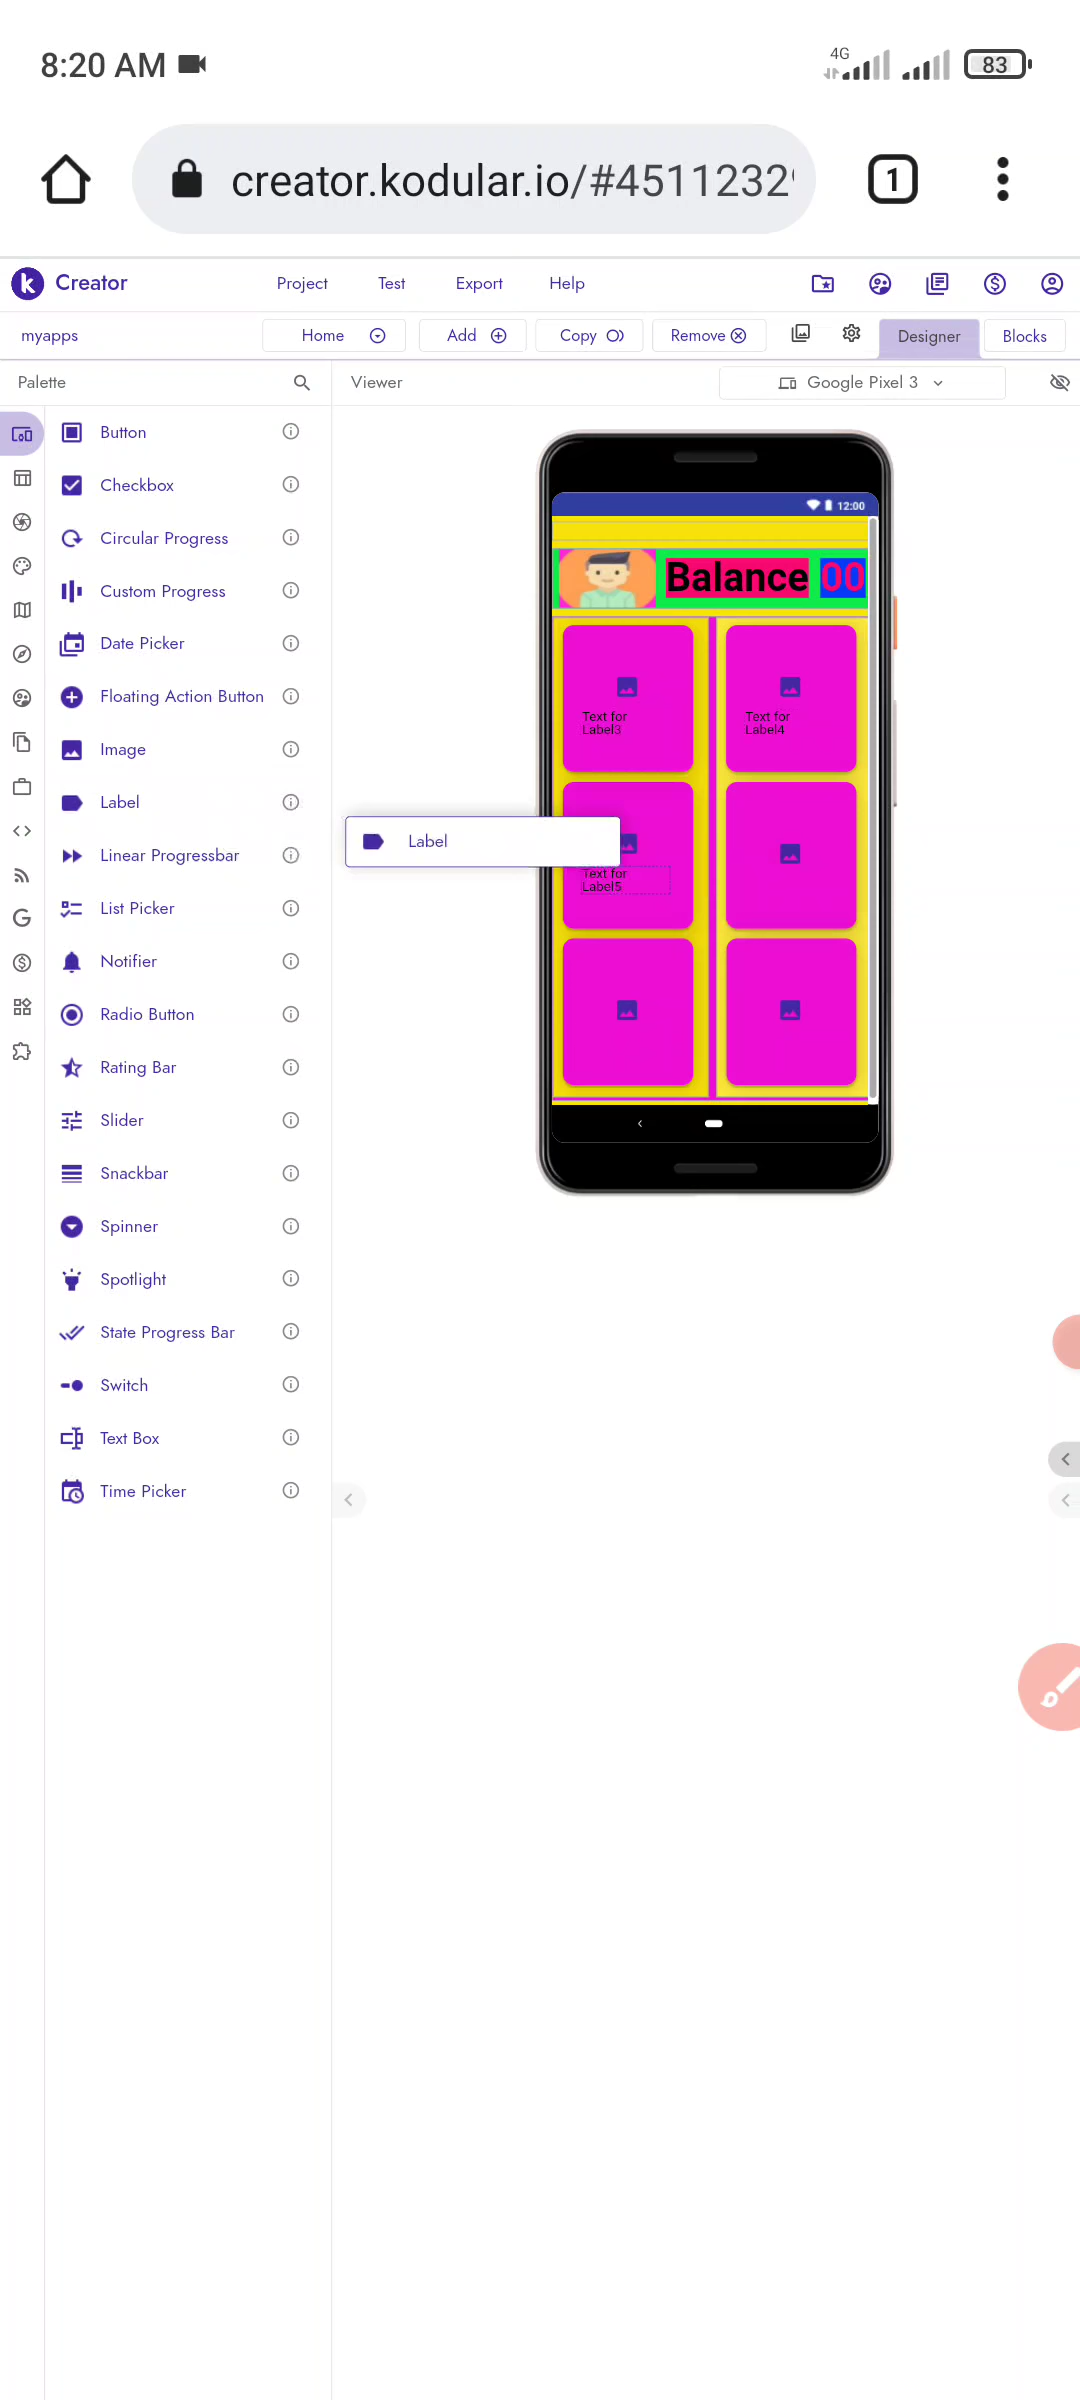 8:20 AM
4G
83
creator.kodular.io/#4511232
1
Creator
Project
Test
Export
Help
myapps
Home
Add
Copy
Remove
Designer
Blocks
Palette
Viewer
Google Pixel 3
Button
Checkbox
Circular Progress
Custom Progress
Date Picker
Floating Action Button
Image
Label
Linear Progressbar
List Picker
Notifier
Radio Button
Rating Bar
Slider
Snackbar
Spinner
Spotlight
State Progress Bar
Switch
Text Box
Time Picker
12:00
Balance 00
Text for
Label3
Text for
Label4
Label
Text for
Label5